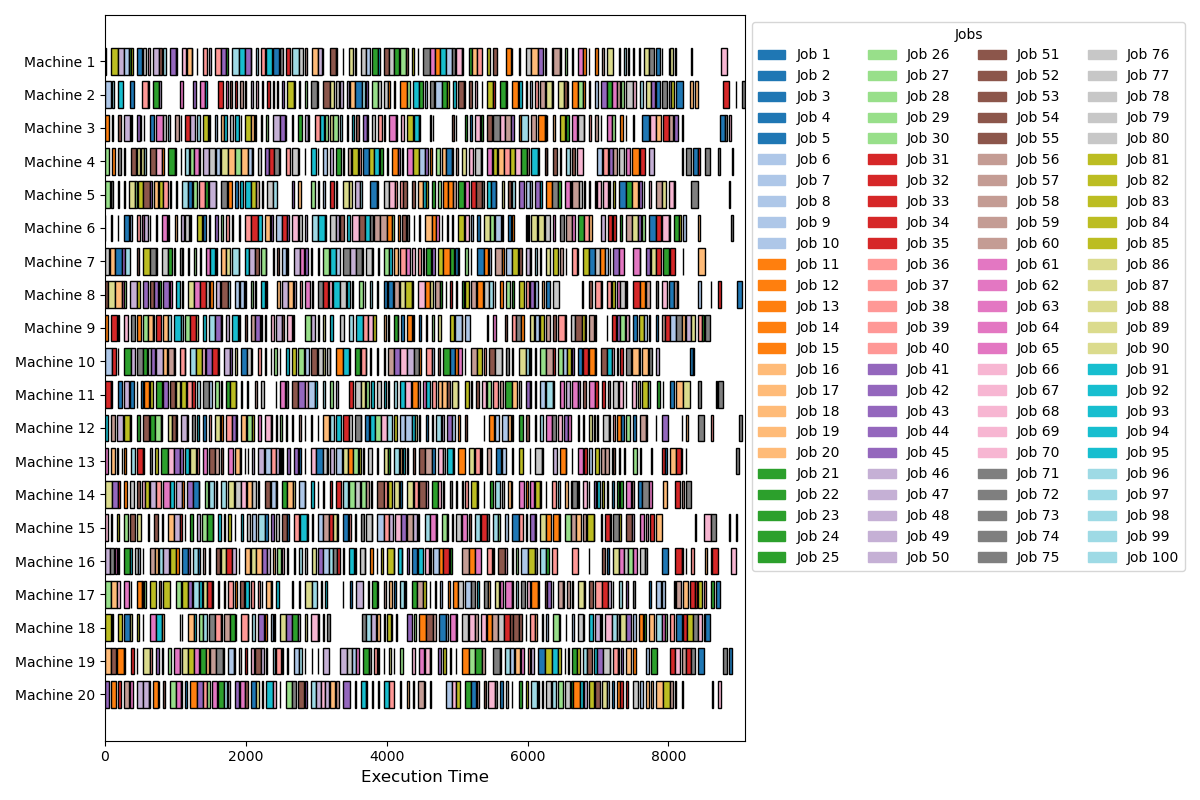 Machine 1
Machine 2
Machine 3
Machine 4
Machine 5
Machine 6
Machine 7
Machine 8
Machine 9
Machine 10
Machine 11
Machine 12
Machine 13
Machine 14
Machine 15
Machine 16
Machine 17
Machine 18
Machine 19
Machine 20
0 2000 4000 6000 8000
Execution Time
Jobs
Job 1 Job 26 Job 51 Job 76
Job 2 Job 27 Job 52 Job 77
Job 3 Job 28 Job 53 Job 78
Job 4 Job 29 Job 54 Job 79
Job 5 Job 30 Job 55 Job 80
Job 6 Job 31 Job 56 Job 81
Job 7 Job 32 Job 57 Job 82
Job 8 Job 33 Job 58 Job 83
Job 9 Job 34 Job 59 Job 84
Job 10 Job 35 Job 60 Job 85
Job 11 Job 36 Job 61 Job 86
Job 12 Job 37 Job 62 Job 87
Job 13 Job 38 Job 63 Job 88
Job 14 Job 39 Job 64 Job 89
Job 15 Job 40 Job 65 Job 90
Job 16 Job 41 Job 66 Job 91
Job 17 Job 42 Job 67 Job 92
Job 18 Job 43 Job 68 Job 93
Job 19 Job 44 Job 69 Job 94
Job 20 Job 45 Job 70 Job 95
Job 21 Job 46 Job 71 Job 96
Job 22 Job 47 Job 72 Job 97
Job 23 Job 48 Job 73 Job 98
Job 24 Job 49 Job 74 Job 99
Job 25 Job 50 Job 75 Job 100